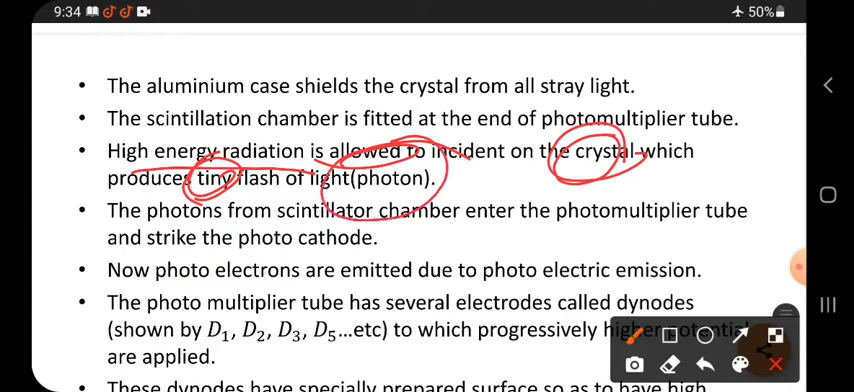 9:34
50%
• The aluminium case shields the crystal from all stray light.
• The scintillation chamber is fitted at the end of photomultiplier tube.
• High energy radiation is allowed to incident on the crystal which
produces tiny flash of light(photon).
• The photons from scintillator chamber enter the photomultiplier tube
and strike the photo cathode.
• Now photo electrons are emitted due to photo electric emission.
• The photo multiplier tube has several electrodes called dynodes
(shown by D₁, D₂, D₃, D₅...etc) to which progressively higher potential
are applied.
• These dynodes have specially prepared surface so as to have high